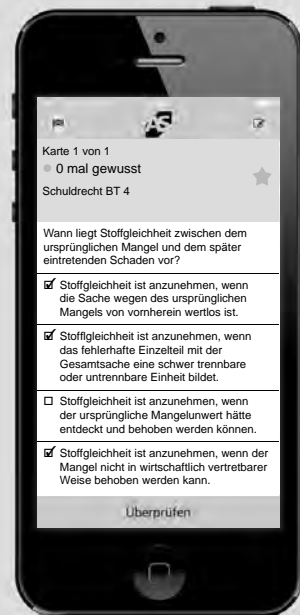 AS
Karte 1 von 1
0 mal gewusst
Schuldrecht BT 4
Wann liegt Stoffgleichheit zwischen dem
ursprünglichen Mangel und dem später
eintretenden Schaden vor?
Stoffgleichheit ist anzunehmen, wenn
die Sache wegen des ursprünglichen
Mangels von vornherein wertlos ist.
Stofflgleichheit ist anzunehmen, wenn
das fehlerhafte Einzelteil mit der
Gesamtsache eine schwer trennbare
oder untrennbare Einheit bildet.
Stoffgleichheit ist anzunehmen, wenn
der ursprüngliche Mangelunwert hätte
entdeckt und behoben werden können.
Stoffgleichheit ist anzunehmen, wenn der
Mangel nicht in wirtschaftlich vertretbarer
Weise behoben werden kann.
Überprüfen